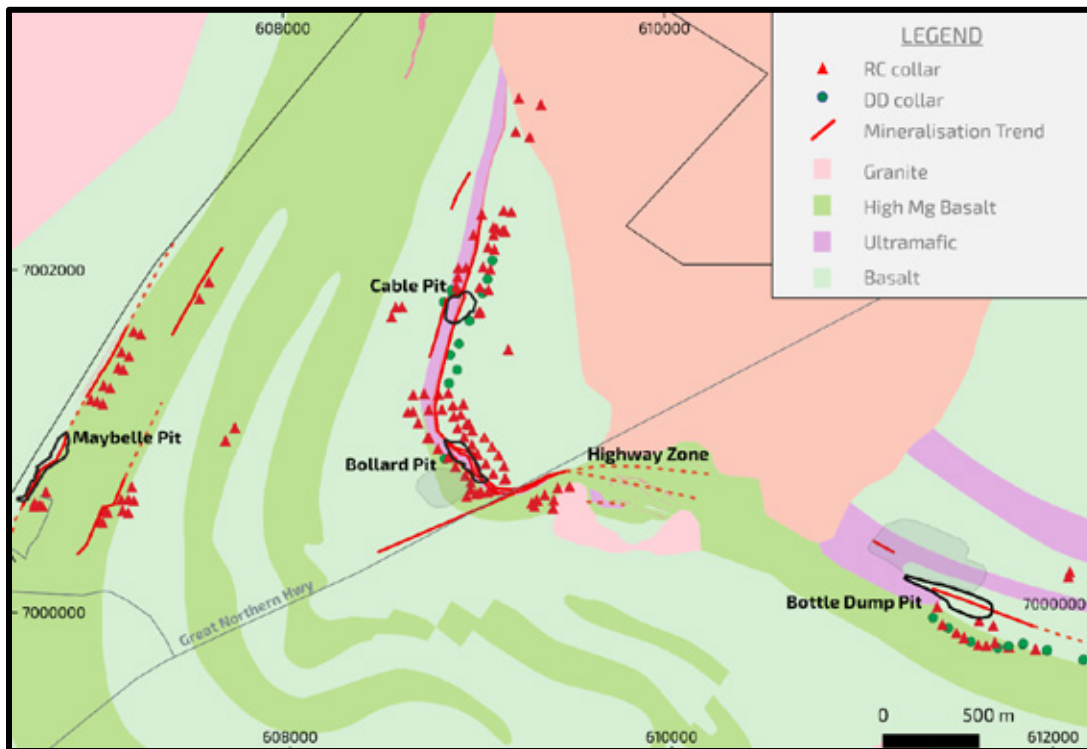 608000
610000
LEGEND
RC collar
DD collar
Mineralisation Trend
Granite
High Mg Basalt
Ultramafic
Basalt
7002000
Cable Pit
Maybelle Pit
Bollard Pit
Highway Zone
Great Northern Hwy
7000000
7000000
Bottle Dump Pit
0 500 m
608000
610000
612000